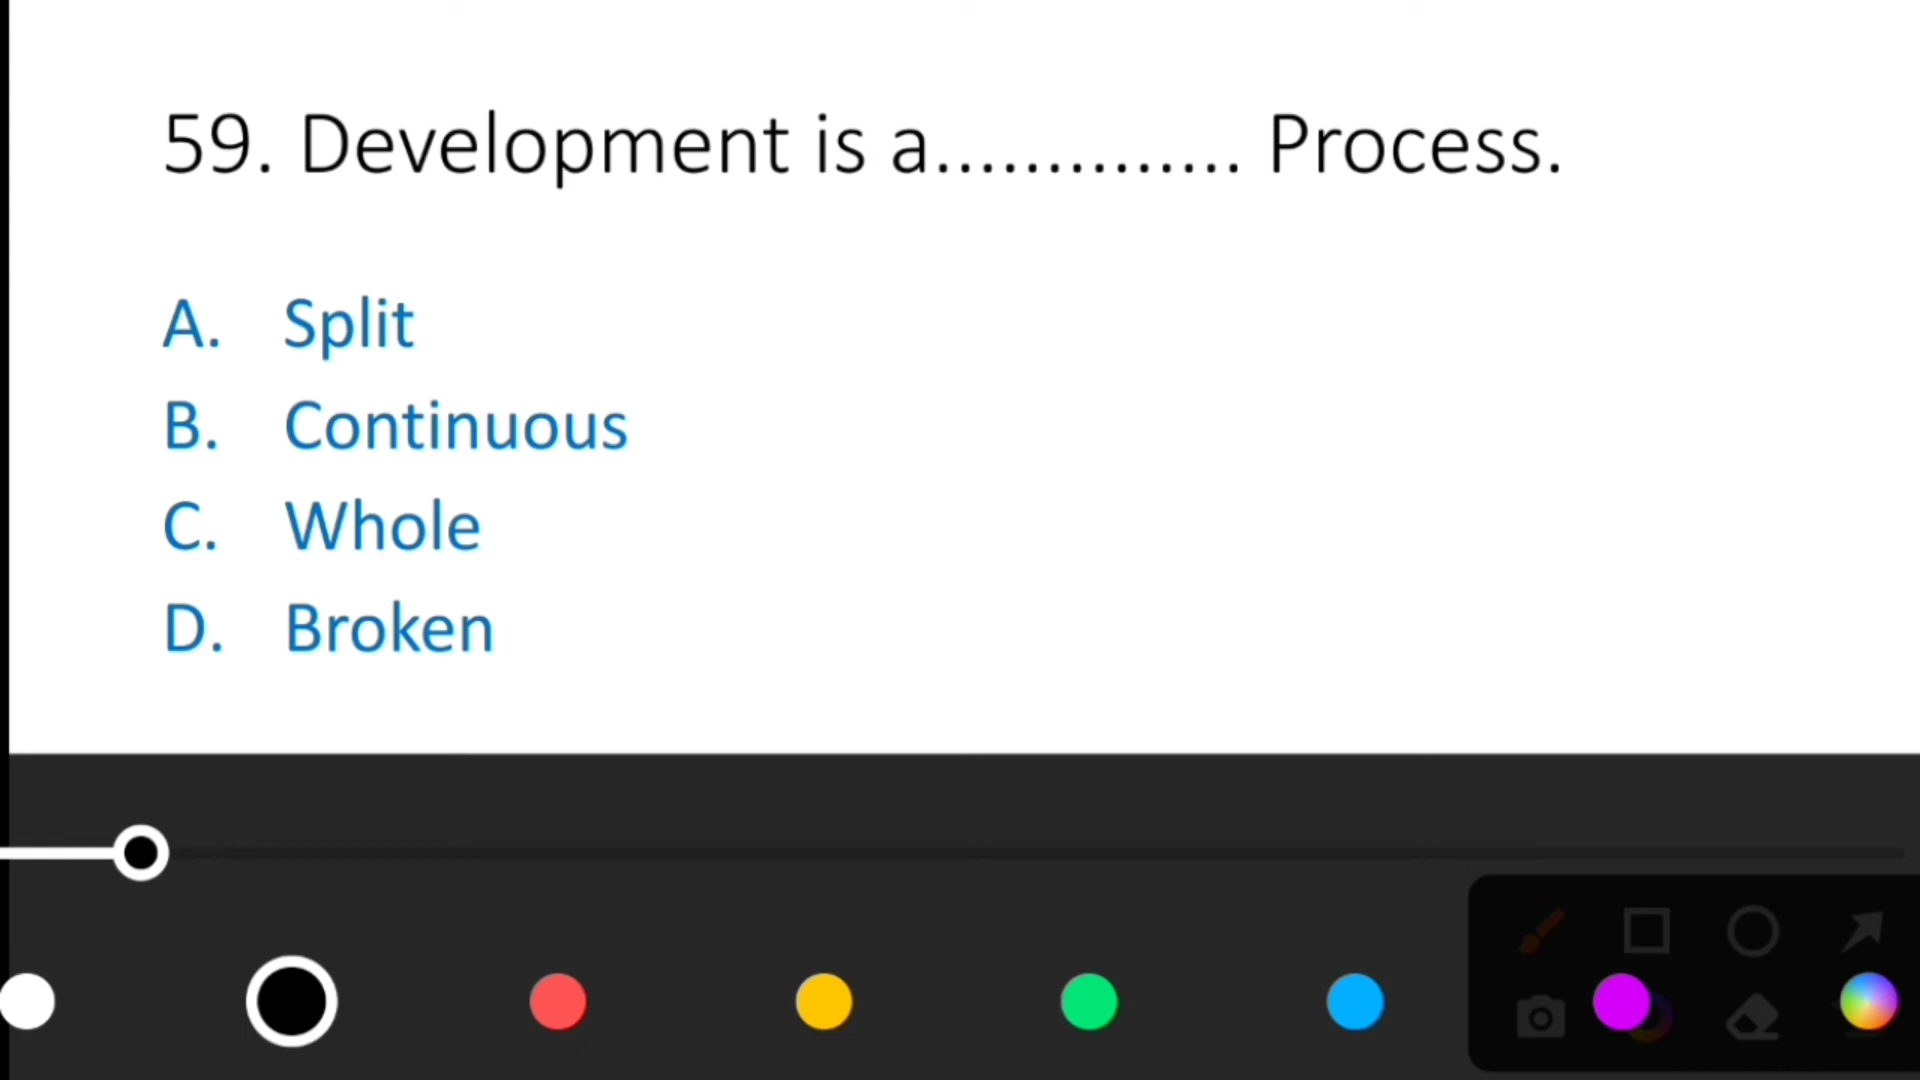 59. Development is a.............. Process.
A. Split
B. Continuous
C. Whole
D. Broken